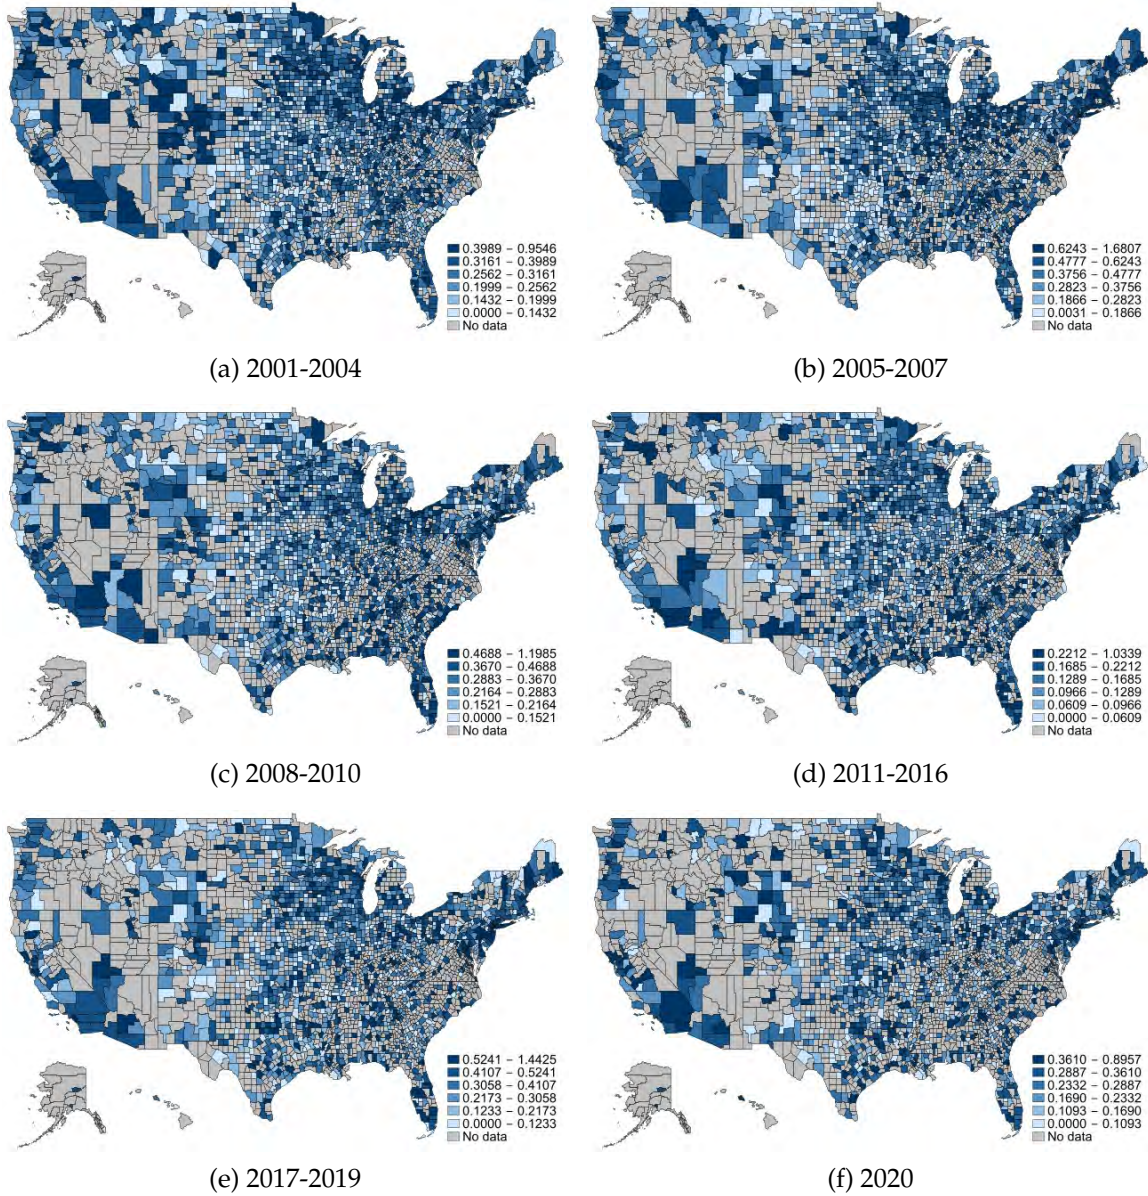 0.3989 − 0.9546
0.3161 − 0.3989
0.2562 − 0.3161
0.1999 − 0.2562
0.1432 − 0.1999
0.0000 − 0.1432
No data
(a) 2001-2004
0.6243 − 1.6807
0.4777 − 0.6243
0.3756 − 0.4777
0.2823 − 0.3756
0.1866 − 0.2823
0.0031 − 0.1866
No data
(b) 2005-2007
0.4688 − 1.1985
0.3670 − 0.4688
0.2883 − 0.3670
0.2164 − 0.2883
0.1521 − 0.2164
0.0000 − 0.1521
No data
(c) 2008-2010
0.2212 − 1.0339
0.1685 − 0.2212
0.1289 − 0.1685
0.0966 − 0.1289
0.0609 − 0.0966
0.0000 − 0.0609
No data
(d) 2011-2016
0.5241 − 1.4425
0.4107 − 0.5241
0.3058 − 0.4107
0.2173 − 0.3058
0.1233 − 0.2173
0.0000 − 0.1233
No data
(e) 2017-2019
0.3610 − 0.8957
0.2887 − 0.3610
0.2332 − 0.2887
0.1690 − 0.2332
0.1093 − 0.1690
0.0000 − 0.1093
No data
(f) 2020